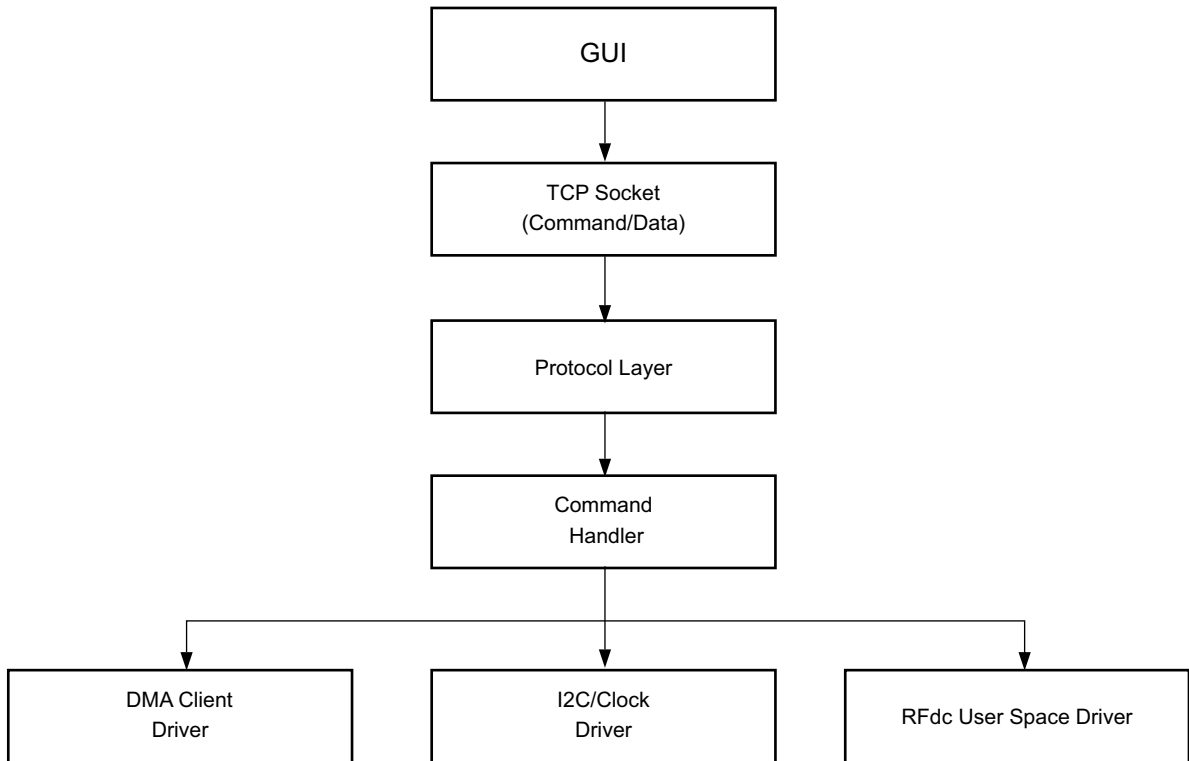 GUI
TCP Socket
(Command/Data)
Protocol Layer
Command
Handler
DMA Client
Driver
I2C/Clock
Driver
RFdc User Space Driver